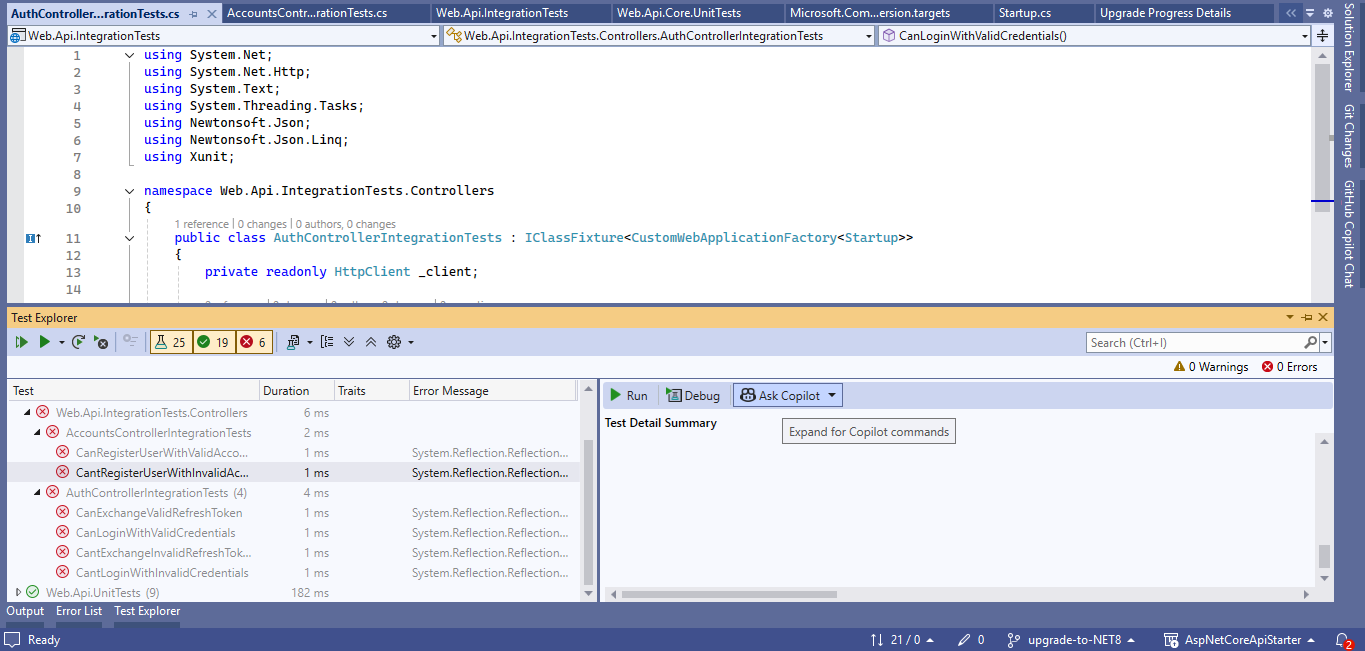 AuthController...rationTests.cs AccountsContr...rationTests.cs Web.Api.IntegrationTests Web.Api.Core.UnitTests Microsoft.Com...ersion.targets Startup.cs Upgrade Progress Details
Web.Api.IntegrationTests Web.Api.IntegrationTests.Controllers.AuthControllerIntegrationTests CanLoginWithValidCredentials()
1 using System.Net;
2 using System.Net.Http;
3 using System.Text;
4 using System.Threading.Tasks;
5 using Newtonsoft.Json;
6 using Newtonsoft.Json.Linq;
7 using Xunit;
8
9 namespace Web.Api.IntegrationTests.Controllers
10 {
1 reference | 0 changes | 0 authors, 0 changes
11 public class AuthControllerIntegrationTests : IClassFixture<CustomWebApplicationFactory<Startup>>
12 {
13 private readonly HttpClient _client;
14
Solution Explorer
Git Changes
GitHub Copilot Chat
Test Explorer
25 19 6
Search (Ctrl+I)
0 Warnings 0 Errors
Test Duration Traits Error Message
Web.Api.IntegrationTests.Controllers 6 ms
AccountsControllerIntegrationTests 2 ms
CanRegisterUserWithValidAcco... 1 ms System.Reflection.Reflection...
CantRegisterUserWithInvalidAc... 1 ms System.Reflection.Reflection...
AuthControllerIntegrationTests (4) 4 ms
CanExchangeValidRefreshToken 1 ms System.Reflection.Reflection...
CanLoginWithValidCredentials 1 ms System.Reflection.Reflection...
CantExchangeInvalidRefreshTok... 1 ms System.Reflection.Reflection...
CantLoginWithInvalidCredentials 1 ms System.Reflection.Reflection...
Web.Api.UnitTests (9) 182 ms
Run Debug Ask Copilot
Test Detail Summary
Expand for Copilot commands
Output Error List Test Explorer
Ready 21 / 0 0 upgrade-to-NET8 AspNetCoreApiStarter 2